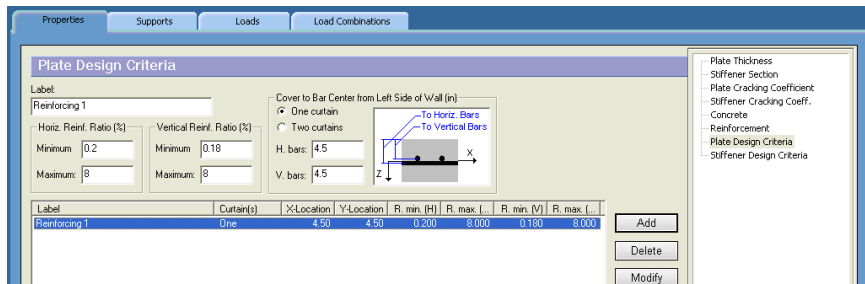 Properties Supports Loads Load Combinations
Plate Design Criteria
Label:
Reinforcing 1
Horiz. Reinf. Ratio (%)
Minimum 0.2
Maximum: 8
Vertical Reinf. Ratio (%)
Minimum 0.18
Maximum: 8
Cover to Bar Center from Left Side of Wall (in)
One curtain
Two curtains
H. bars: 4.5
V. bars: 4.5
To Horiz. Bars
To Vertical Bars
X
Z
Label Curtain(s) X-Location Y-Location R. min. (H) R. max. (... R. min. (V) R. max. (...
Reinforcing 1 One 4.50 4.50 0.200 8.000 0.180 8.000
Add
Delete
Modify
Plate Thickness
Stiffener Section
Plate Cracking Coefficient
Stiffener Cracking Coeff.
Concrete
Reinforcement
Plate Design Criteria
Stiffener Design Criteria